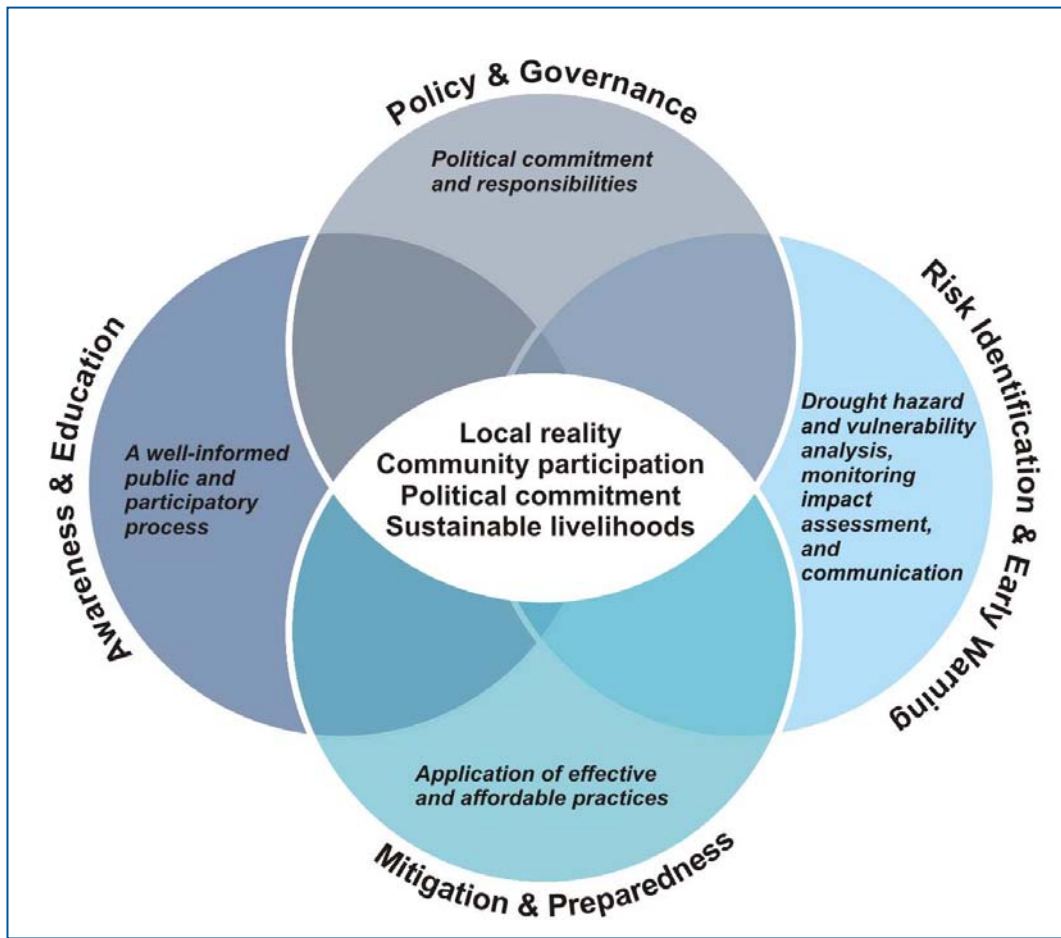 Policy & Governance
Political commitment
and responsibilities
Awareness & Education
A well-informed
public and
participatory
process
Local reality
Community participation
Political commitment
Sustainable livelihoods
Risk Identification & Early Warning
Drought hazard
and vulnerability
analysis,
monitoring
impact
assessment,
and
communication
Application of effective
and affordable practices
Mitigation & Preparedness